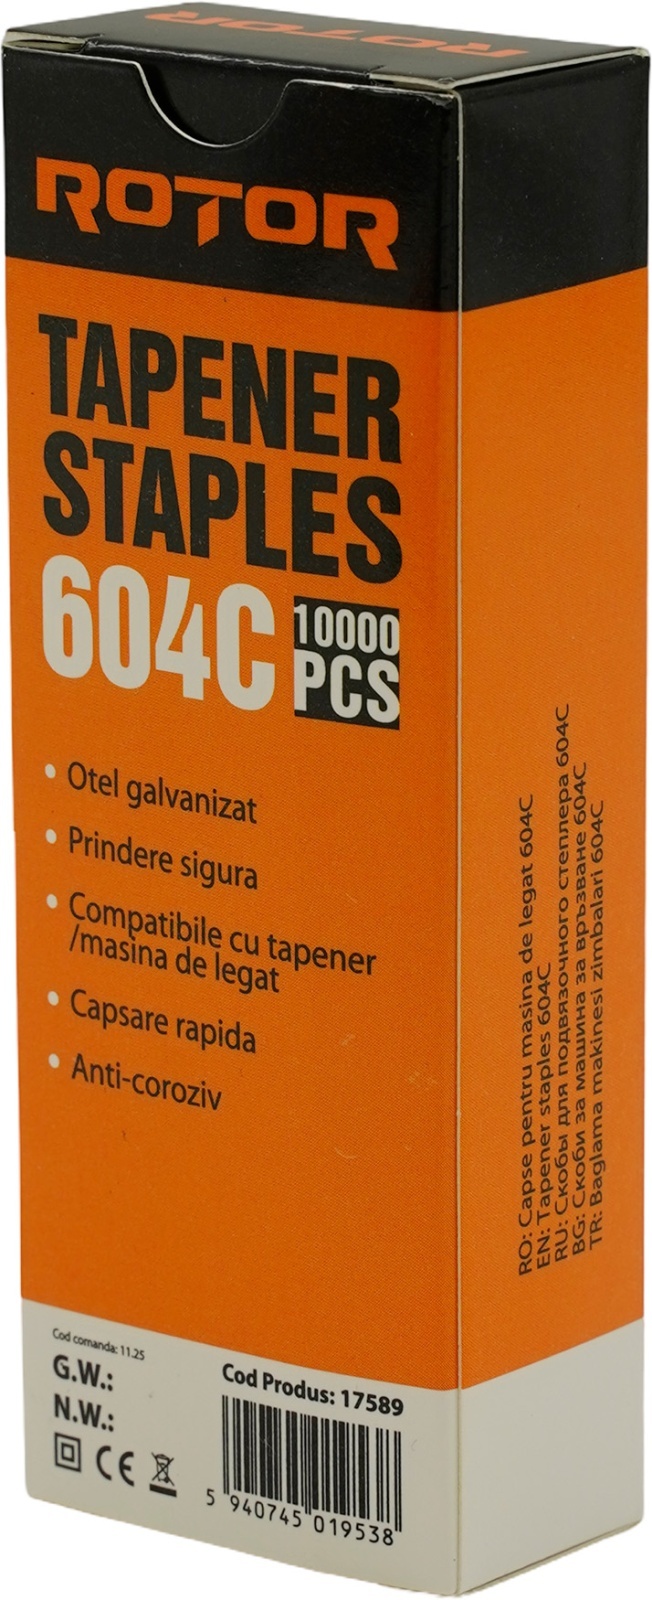 ROTOR
ROTOR
TAPENER
STAPLES
604C
10000
PCS
• Otel galvanizat
• Prindere sigura
• Compatibile cu tapener
/masina de legat
• Capsare rapida
• Anti-coroziv
Cod comanda: 11.25
G.W.:
N.W.:
CE
Cod Produs: 17589
5 940745 019538
RO: Capse pentru masina de legat 604C
EN: Tapener staples 604C
RU: Скобы для подвязочного степлера 604C
BG: Скоби за машина за връзване 604C
TR: Baglama makinesi zimbalari 604C